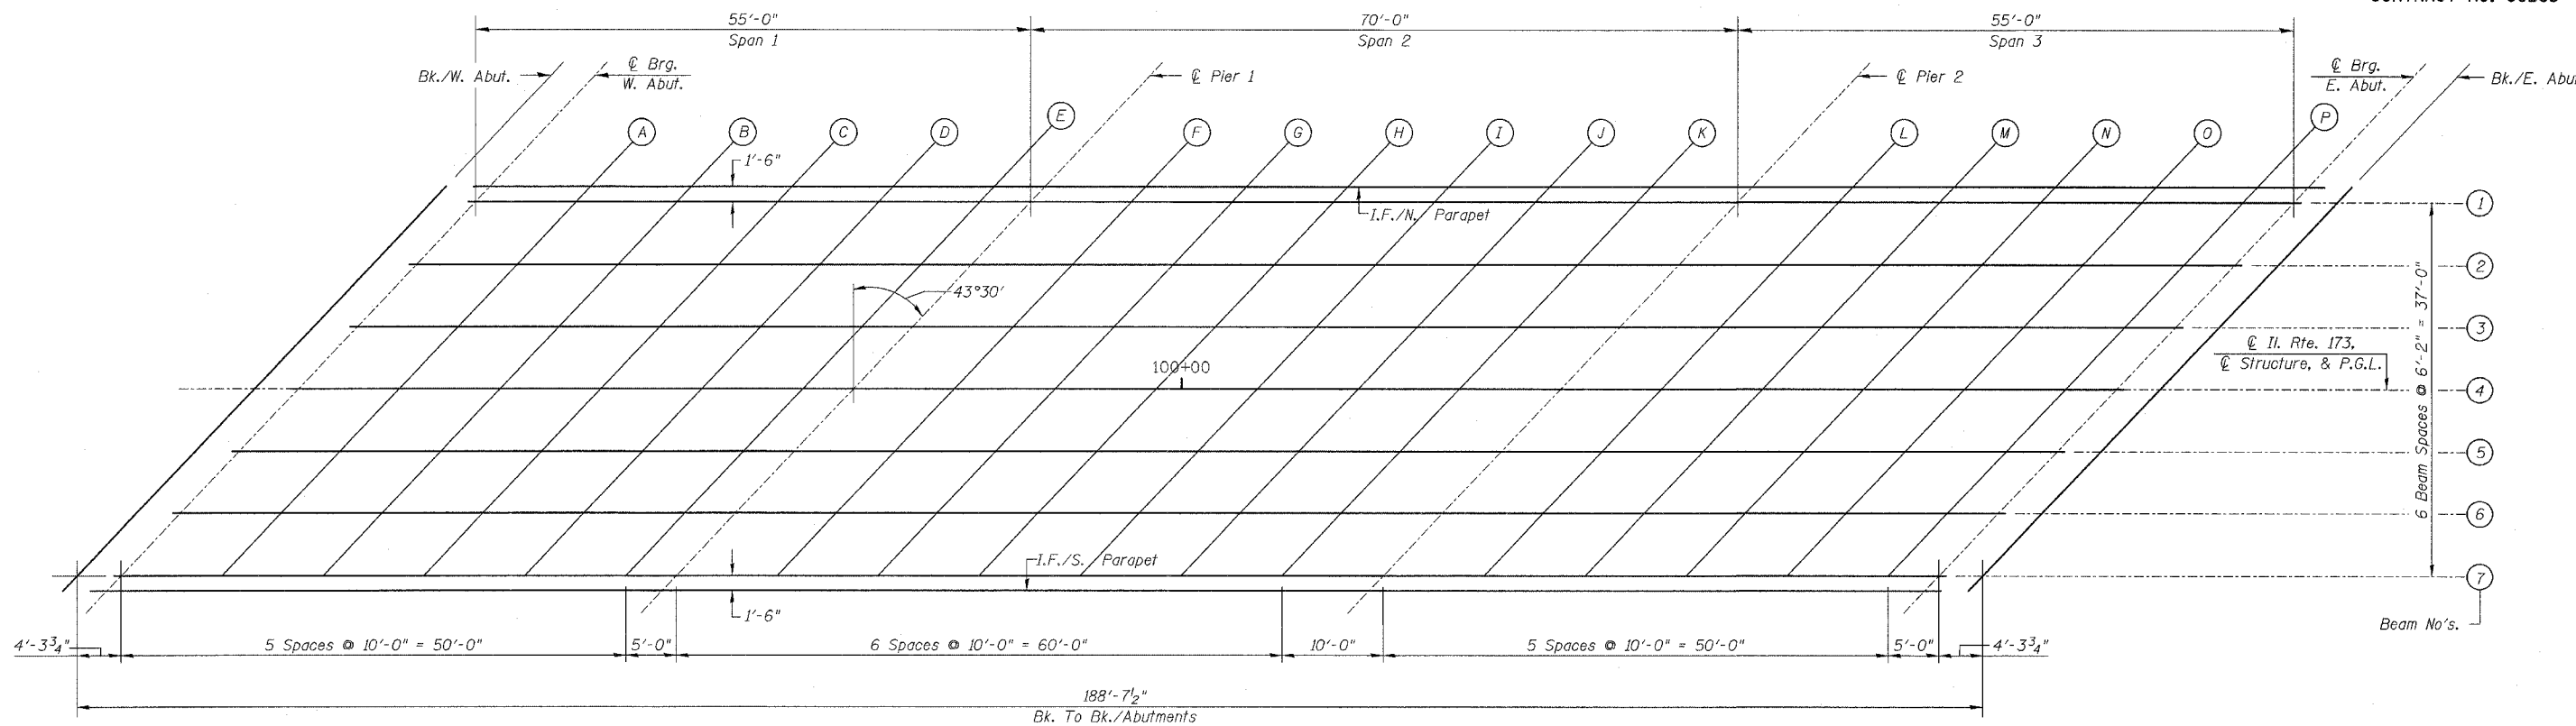 55'-0"
Span 1
70'-0"
Span 2
55'-0"
Span 3
Bk./W. Abut.
℄ Brg.
W. Abut.
℄ Pier 1
℄ Pier 2
℄ Brg.
E. Abut.
Bk./E. Abut
A B C D E F G H I J K L M N O P
1'-6"
I.F./N. Parapet
1
2
3
4
5
6
7
43°30'
100+00
℄ Il. Rte. 173,
℄ Structure, & P.G.L.
6 Beam Spaces @ 6'-2" = 37'-0"
I.F./S. Parapet
1'-6"
Beam No's.
4'-3¾"
5 Spaces @ 10'-0" = 50'-0"
5'-0"
6 Spaces @ 10'-0" = 60'-0"
10'-0"
5 Spaces @ 10'-0" = 50'-0"
5'-0"
4'-3¾"
188'-7½"
Bk. To Bk./Abutments